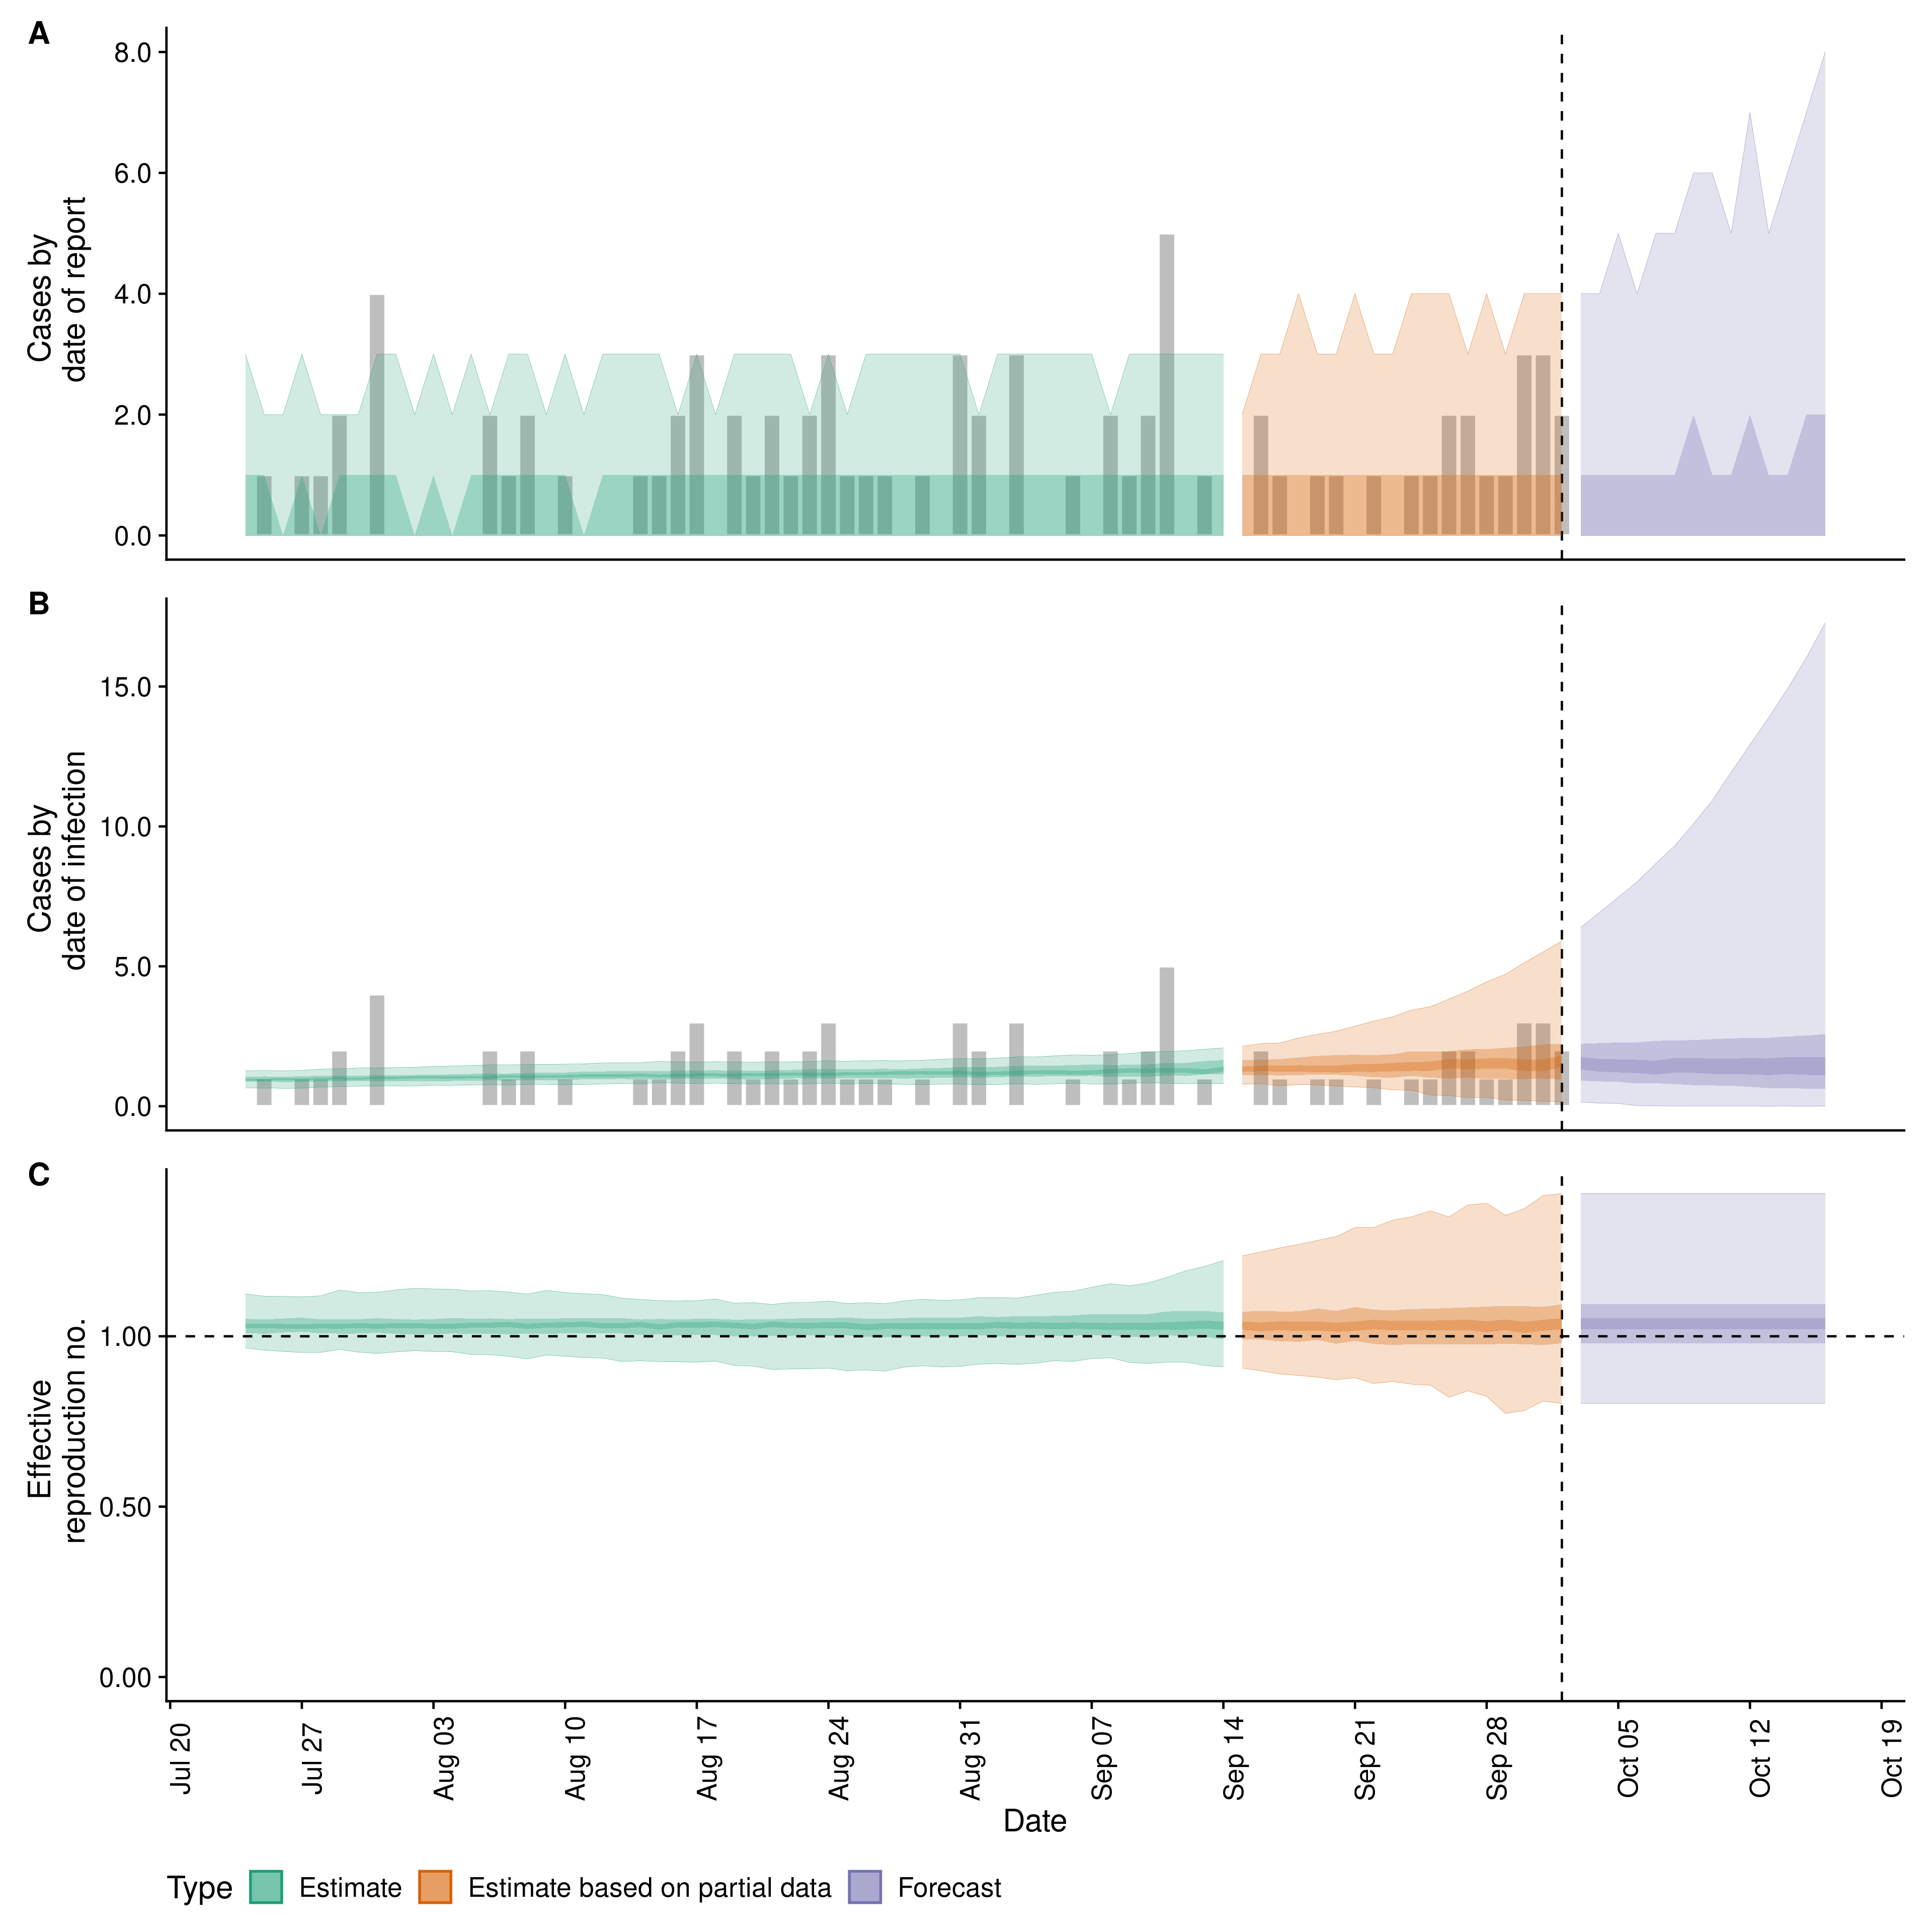 A
8.0
6.0
4.0
2.0
0.0
Cases by
date of report
B
15.0
10.0
5.0
0.0
Cases by
date of infection
C
1.00
0.50
0.00
Effective
reproduction no.
Jul 20
Jul 27
Aug 03
Aug 10
Aug 17
Aug 24
Aug 31
Sep 07
Sep 14
Sep 21
Sep 28
Oct 05
Oct 12
Oct 19
Date
Type Estimate Estimate based on partial data Forecast